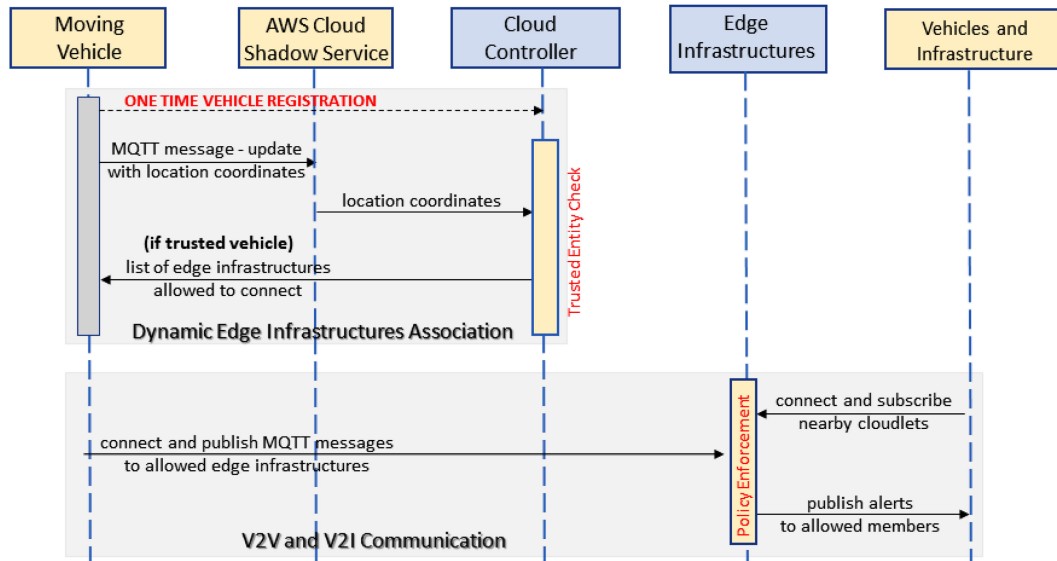 Moving
Vehicle
AWS Cloud
Shadow Service
Cloud
Controller
Edge
Infrastructures
Vehicles and
Infrastructure
ONE TIME VEHICLE REGISTRATION
MQTT message - update
with location coordinates
location coordinates
(if trusted vehicle)
list of edge infrastructures
allowed to connect
Trusted Entity Check
Dynamic Edge Infrastructures Association
connect and subscribe
nearby cloudlets
connect and publish MQTT messages
to allowed edge infrastructures
Policy Enforcement
publish alerts
to allowed members
V2V and V2I Communication